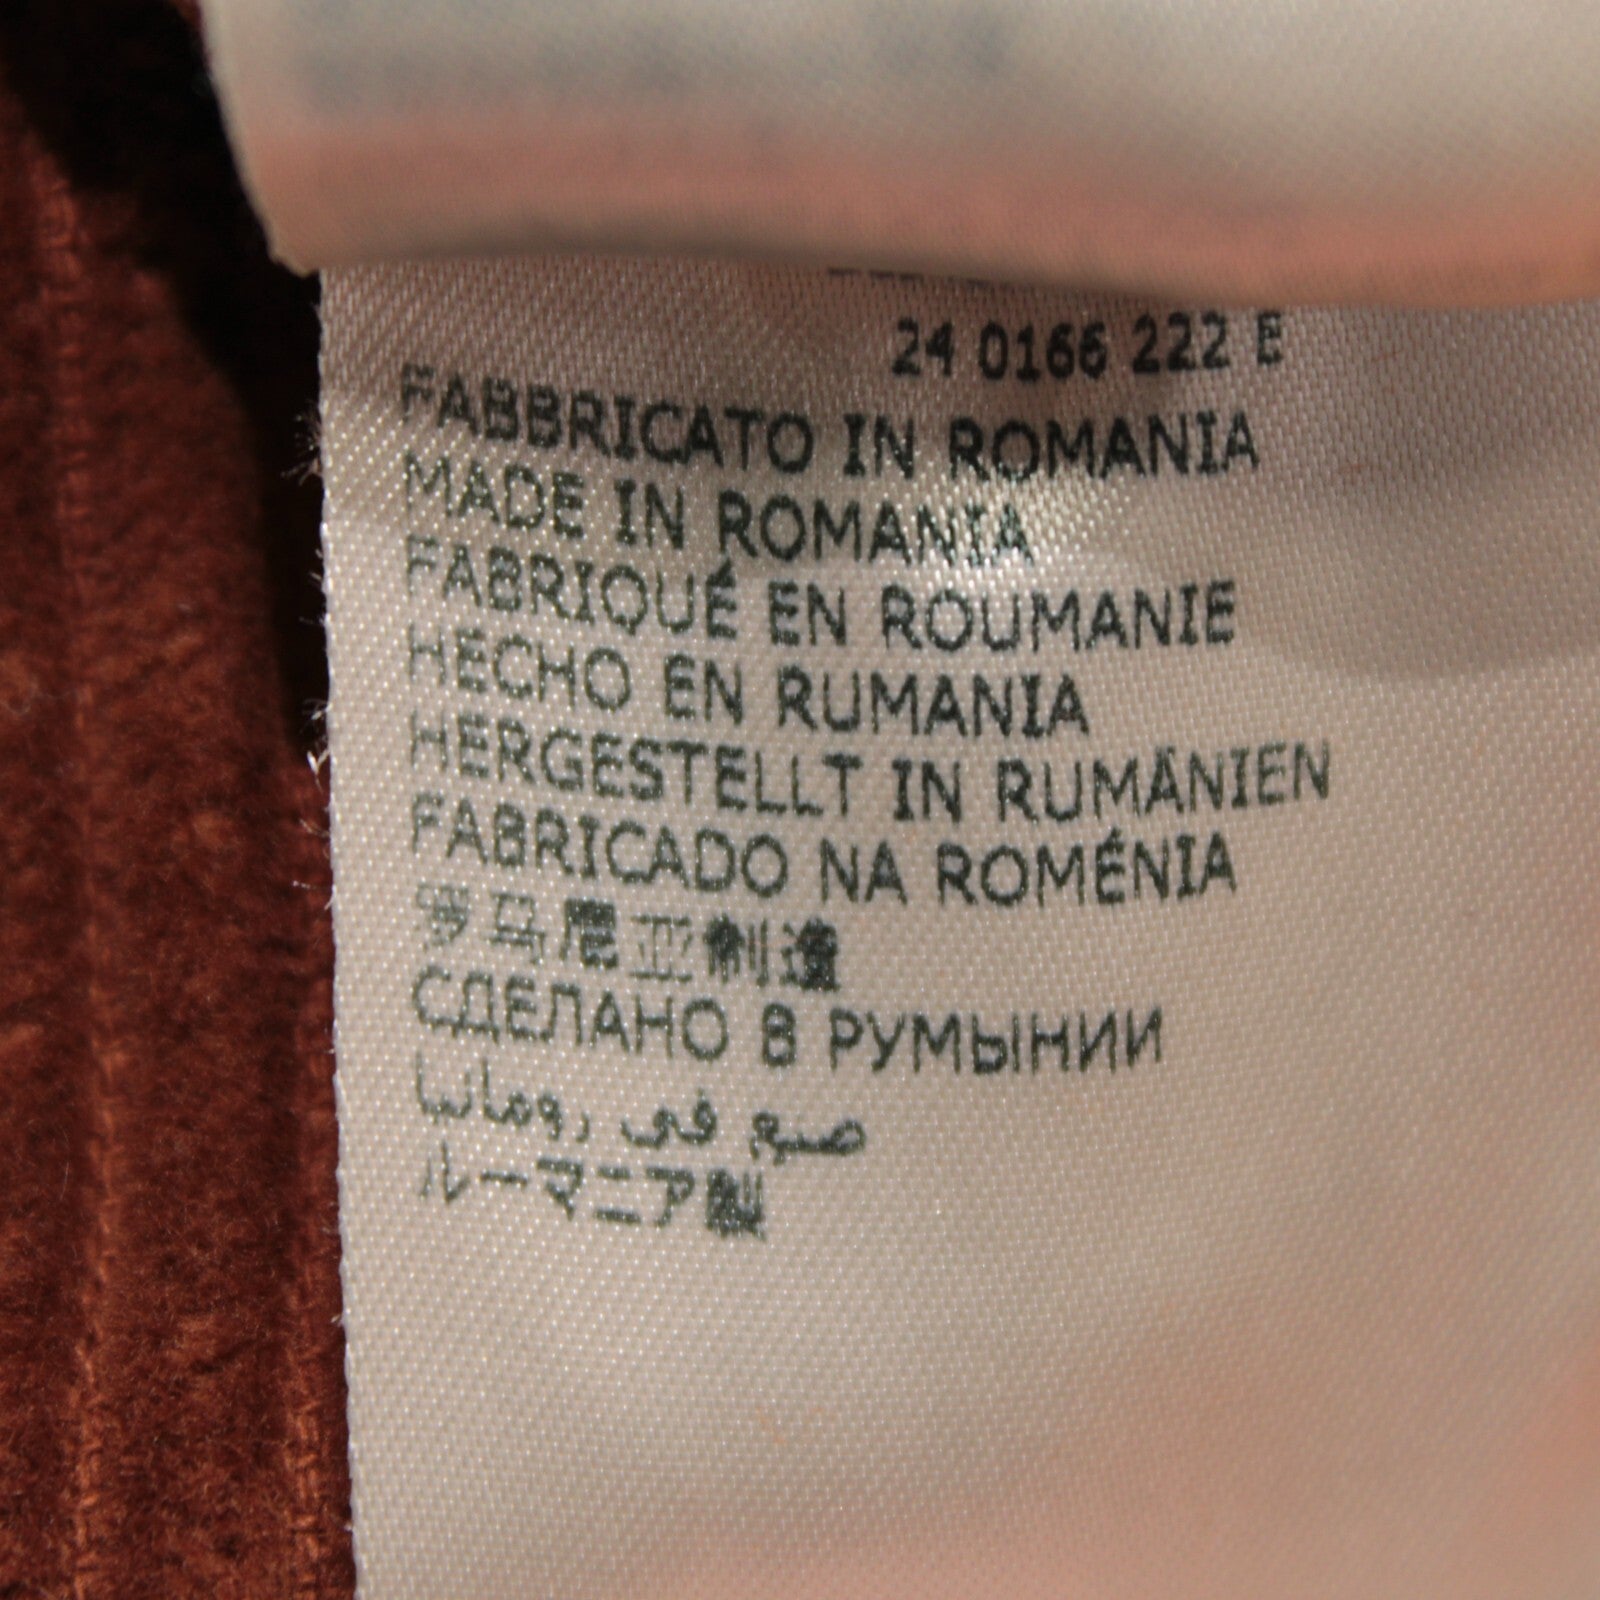 24 0166 222 E
FABBRICATO IN ROMANIA
MADE IN ROMANIA
FABRIQUÉ EN ROUMANIE
HECHO EN RUMANIA
HERGESTELLT IN RUMÄNIEN
FABRICADO NA ROMÉNIA
罗马尼亚制造
СДЕЛАНО В РУМЫНИИ
صنع في رومانيا
ルーマニア製